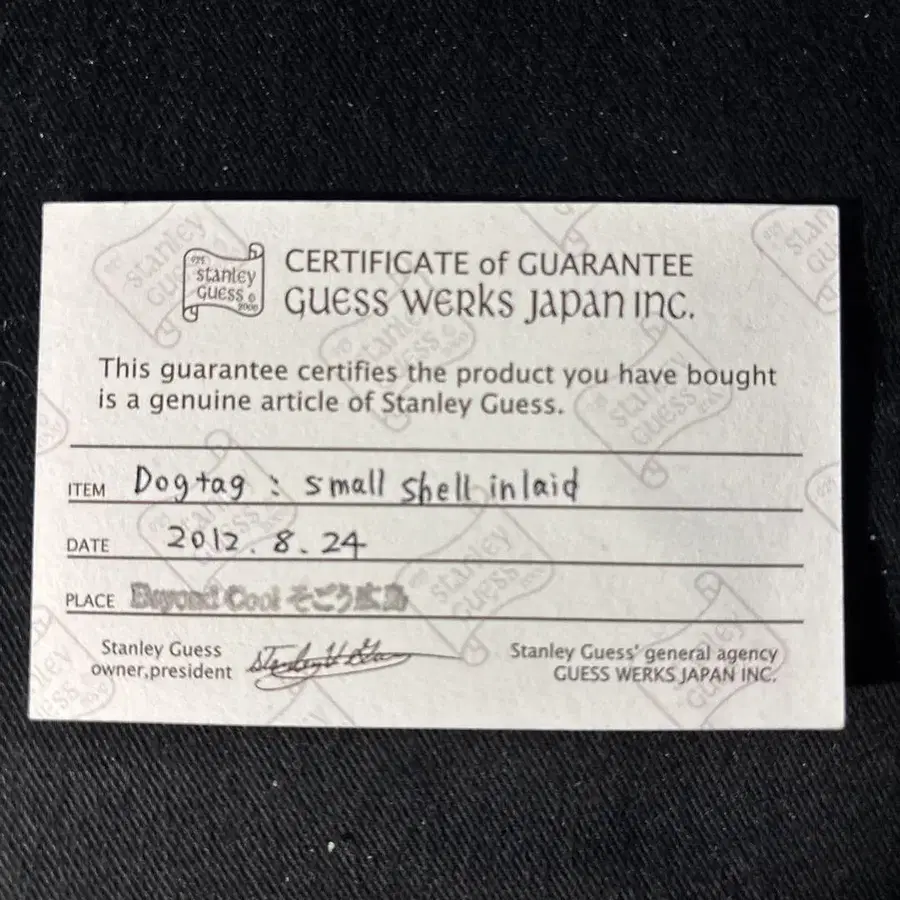 925
Stanley
GUESS ©
2000
CERTIFICATE of GUARANTEE
GUESS WERKS JAPAN INC.
This guarantee certifies the product you have bought
is a genuine article of Stanley Guess.
ITEM Dogtag : small shell inlaid
DATE 2012. 8. 24
PLACE Beyond Cool そごう広島
Stanley Guess
owner,president
Stanley Guess' general agency
GUESS WERKS JAPAN INC.